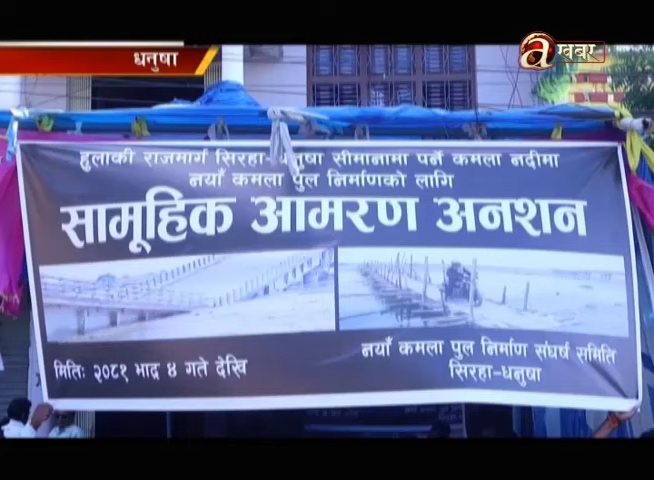 धनुषा
a खबर
हुलाकी राजमार्ग सिरहा-धनुषा सीमानामा पर्ने कमला नदीमा
नयाँ कमला पुल निर्माणको लागि
सामूहिक आमरण अनशन
मिति: २०८१ भाद्र ४ गते देखि
नयाँ कमला पुल निर्माण संघर्ष समिति
सिरहा-धनुषा